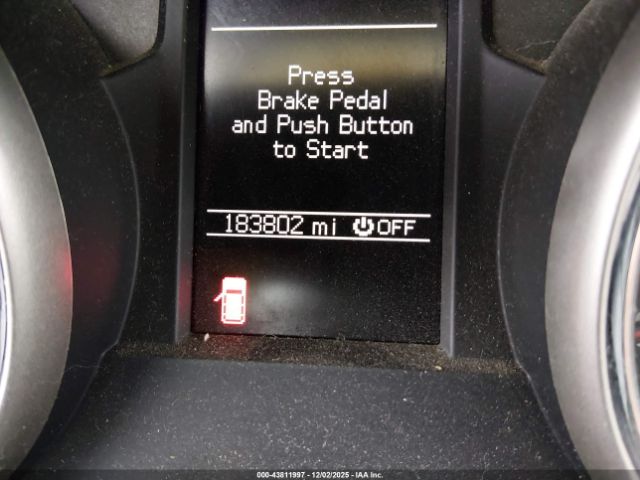 Press
Brake Pedal
and Push Button
to Start
183802 mi OFF
000-43811997 - 12/02/2025 - IAA Inc.